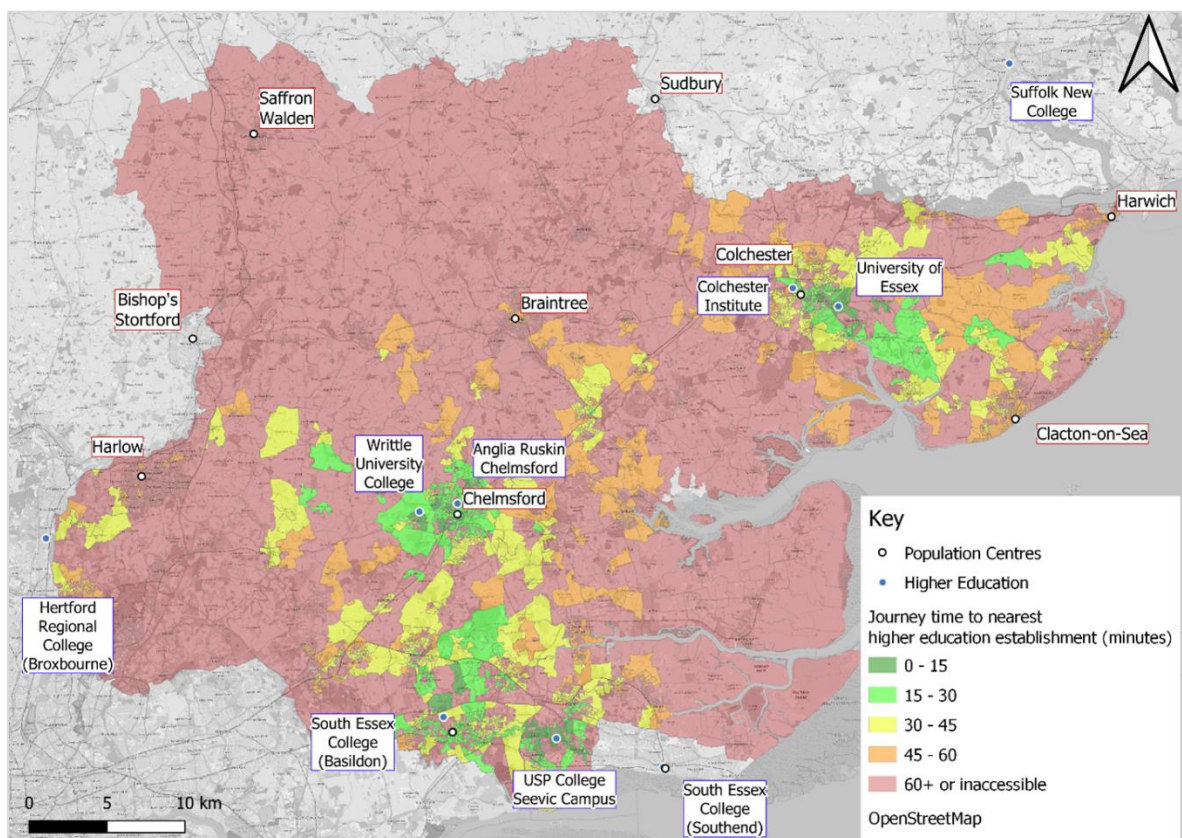 Saffron
Walden
Sudbury
Suffolk New
College
Harwich
Colchester
Colchester
Institute
University of
Essex
Bishop's
Stortford
Braintree
Clacton-on-Sea
Harlow
Writtle
University
College
Anglia Ruskin
Chelmsford
Chelmsford
Hertford
Regional
College
(Broxbourne)
South Essex
College
(Basildon)
USP College
Seevic Campus
South Essex
College
(Southend)
0
5
10 km
Key
Population Centres
Higher Education
Journey time to nearest
higher education establishment (minutes)
0 - 15
15 - 30
30 - 45
45 - 60
60+ or inaccessible
OpenStreetMap